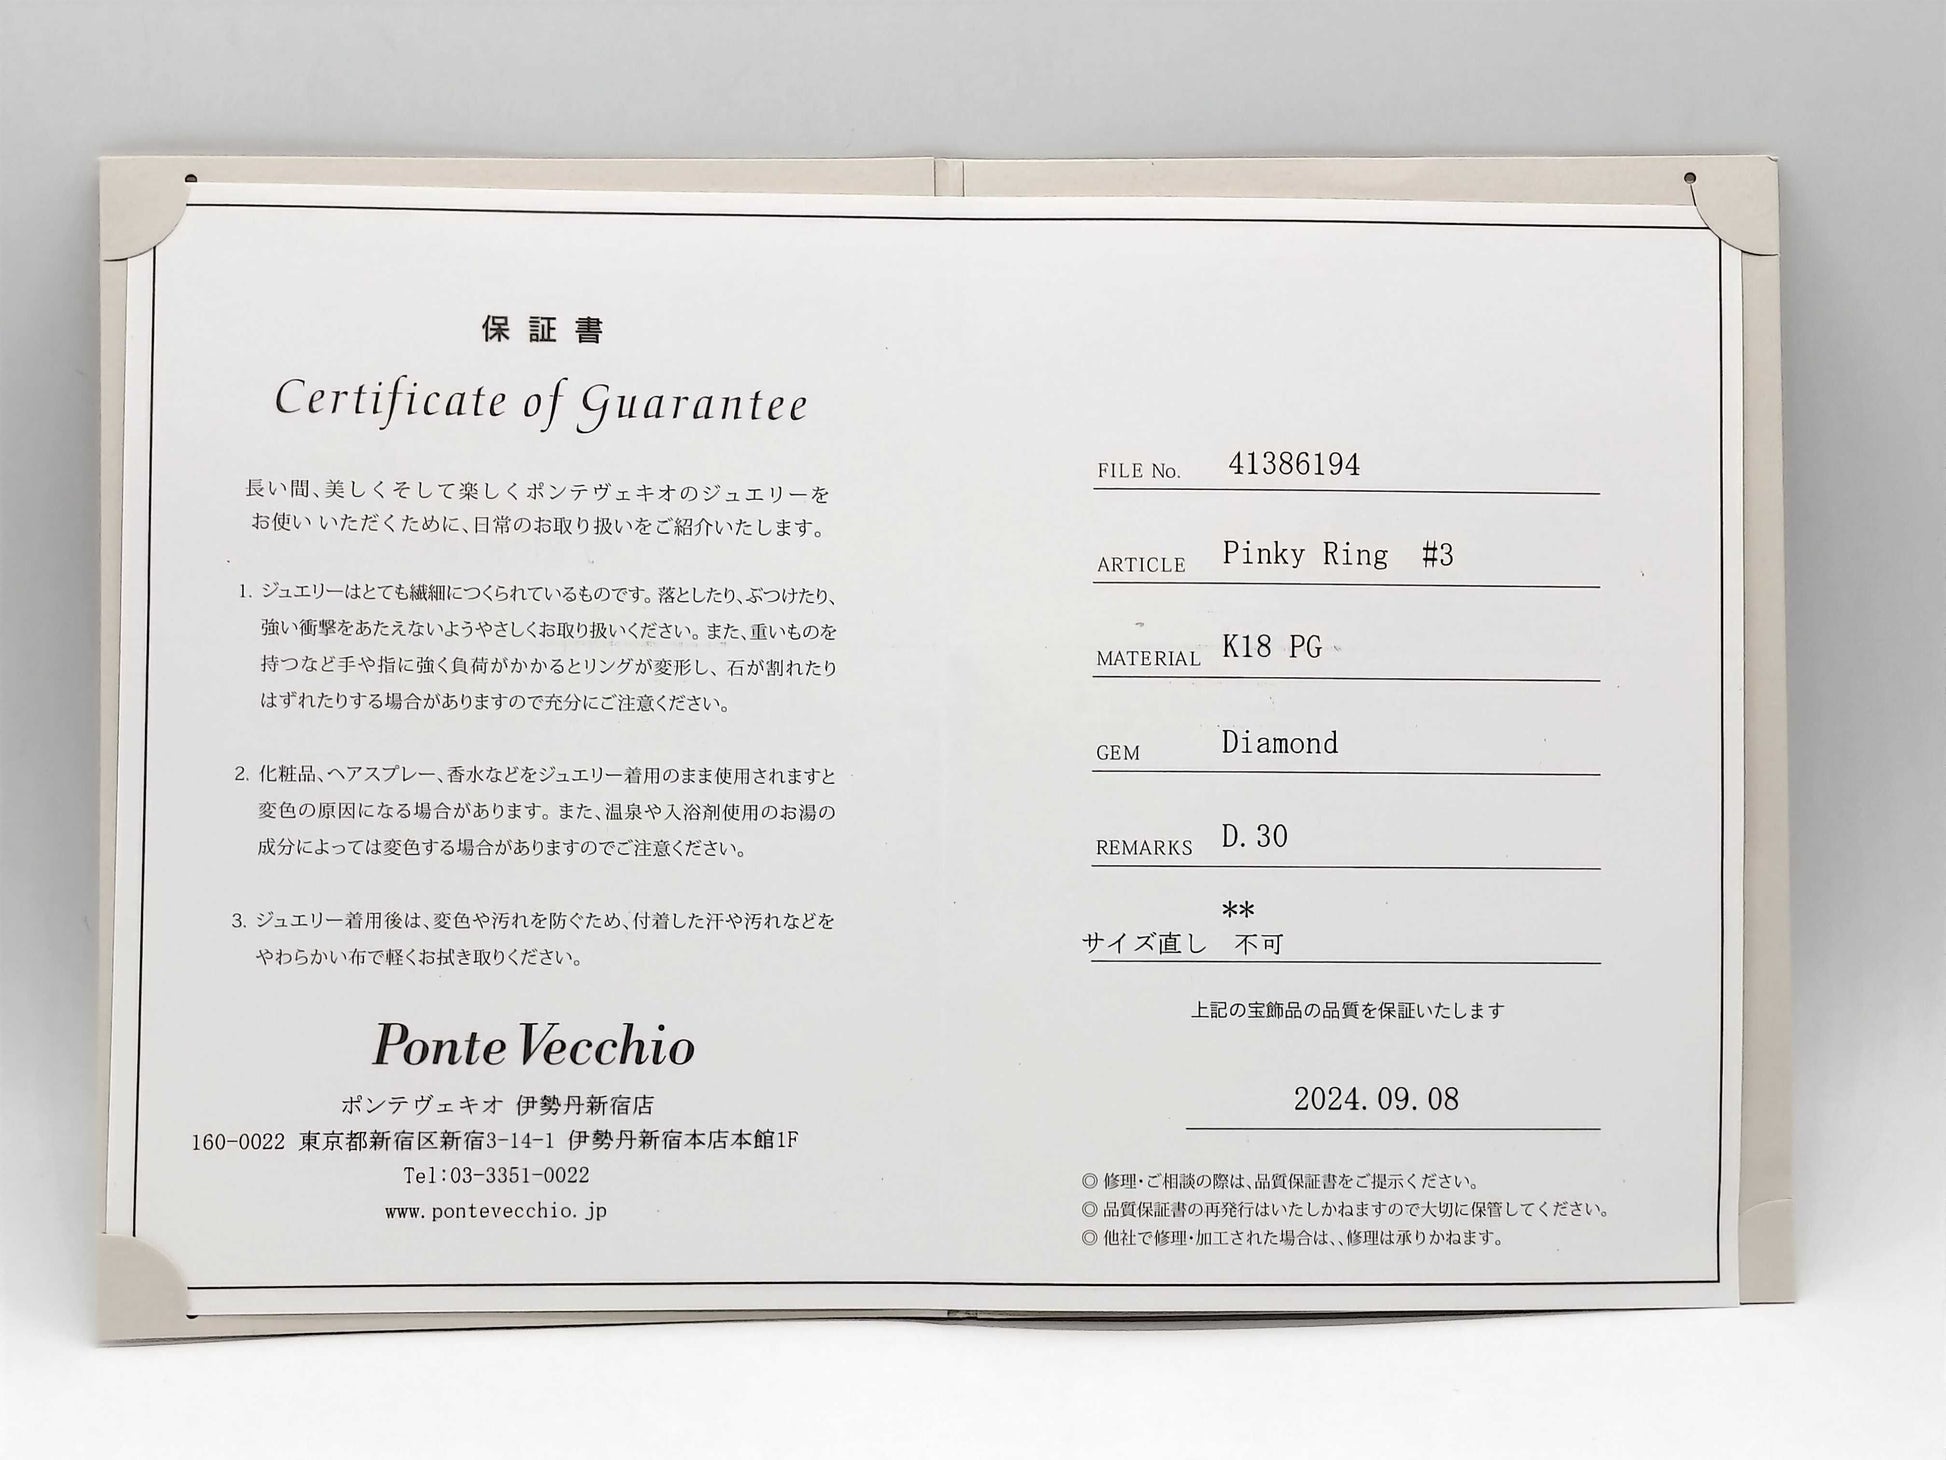 保証書
Certificate of Guarantee
長い間、美しくそして楽しくポンテヴェキオのジュエリーを
お使い いただくために、日常のお取り扱いをご紹介いたします。
1. ジュエリーはとても繊細につくられているものです。落としたり、ぶつけたり、
強い衝撃をあたえないようやさしくお取り扱いください。また、重いものを
持つなど手や指に強く負荷がかかるとリングが変形し、石が割れたり
はずれたりする場合がありますので充分にご注意ください。
2. 化粧品、ヘアスプレー、香水などをジュエリー着用のまま使用されますと
変色の原因になる場合があります。また、温泉や入浴剤使用のお湯の
成分によっては変色する場合がありますのでご注意ください。
3. ジュエリー着用後は、変色や汚れを防ぐため、付着した汗や汚れなどを
やわらかい布で軽くお拭き取りください。
Ponte Vecchio
ポンテヴェキオ 伊勢丹新宿店
160-0022 東京都新宿区新宿3-14-1 伊勢丹新宿本店本館1F
Tel:03-3351-0022
www.pontevecchio.jp
FILE No. 41386194
ARTICLE Pinky Ring #3
MATERIAL K18 PG
GEM Diamond
REMARKS D.30
**
サイズ直し 不可
上記の宝飾品の品質を保証いたします
2024.09.08
◎ 修理・ご相談の際は、品質保証書をご提示ください。
◎ 品質保証書の再発行はいたしかねますので大切に保管してください。
◎ 他社で修理・加工された場合は、、修理は承りかねます。